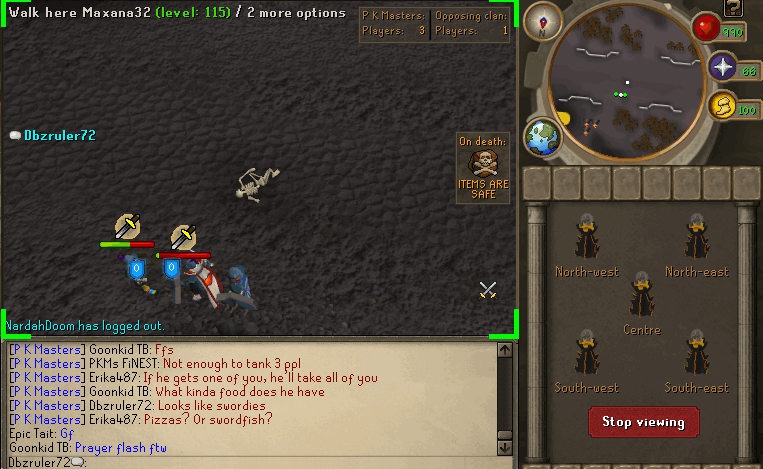 Walk here Maxana32 (level: 115) / 2 more options
P K Masters: Opposing clan:
Players: 3 Players: 1
?
N
990
66
100
Dbzruler72
On death:
ITEMS ARE
SAFE
0 0
NardahDoom has logged out.
[P K Masters] Goonkid TB: Ffs
[P K Masters] PKMs FiNEST: Not enough to tank 3 ppl
[P K Masters] Erika487: If he gets one of you, he'll take all of you
[P K Masters] Goonkid TB: What kinda food does he have
[P K Masters] Dbzruler72: Looks like swordies
[P K Masters] Erika487: Pizzas? Or swordfish?
Epic Tait: Gf
Goonkid TB: Prayer flash ftw
Dbzruler72:
North-west North-east
Centre
South-west South-east
Stop viewing